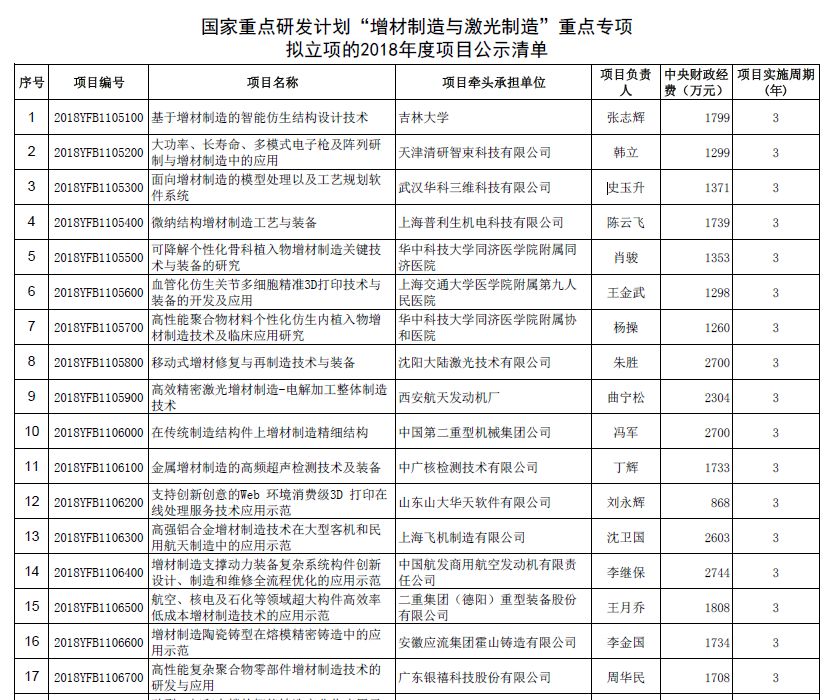 国家重点研发计划“增材制造与激光制造”重点专项
拟立项的2018年度项目公示清单
序号 项目编号 项目名称 项目牵头承担单位 项目负责人 中央财政经费（万元） 项目实施周期（年）
1 2018YFB1105100 基于增材制造的智能仿生结构设计技术 吉林大学 张志辉 1799 3
2 2018YFB1105200 大功率、长寿命、多模式电子枪及阵列研制与增材制造中的应用 天津清研智束科技有限公司 韩立 1299 3
3 2018YFB1105300 面向增材制造的模型处理以及工艺规划软件系统 武汉华科三维科技有限公司 史玉升 1371 3
4 2018YFB1105400 微纳结构增材制造工艺与装备 上海普利生机电科技有限公司 陈云飞 1739 3
5 2018YFB1105500 可降解个性化骨科植入物增材制造关键技术与装备的研究 华中科技大学同济医学院附属同济医院 肖骏 1353 3
6 2018YFB1105600 血管化仿生关节多细胞精准3D打印技术与装备的开发及应用 上海交通大学医学院附属第九人民医院 王金武 1298 3
7 2018YFB1105700 高性能聚合物材料个性化仿生内植入物增材制造技术及临床应用研究 华中科技大学同济医学院附属协和医院 杨操 1260 3
8 2018YFB1105800 移动式增材修复与再制造技术与装备 沈阳大陆激光技术有限公司 朱胜 2700 3
9 2018YFB1105900 高效精密激光增材制造-电解加工整体制造技术 西安航天发动机厂 曲宁松 2304 3
10 2018YFB1106000 在传统制造结构件上增材制造精细结构 中国第二重型机械集团公司 冯军 2700 3
11 2018YFB1106100 金属增材制造的高频超声检测技术及装备 中广核检测技术有限公司 丁辉 1733 3
12 2018YFB1106200 支持创新创意的Web 环境消费级3D 打印在线处理服务技术应用示范 山东山大华天软件有限公司 刘永辉 868 3
13 2018YFB1106300 高强铝合金增材制造技术在大型客机和民用航天制造中的应用示范 上海飞机制造有限公司 沈卫国 2603 3
14 2018YFB1106400 增材制造支撑动力装备复杂系统构件创新设计、制造和维修全流程优化的应用示范 中国航发商用航空发动机有限责任公司 李继保 2744 3
15 2018YFB1106500 航空、核电及石化等领域超大构件高效率低成本增材制造技术的应用示范 二重集团（德阳）重型装备股份有限公司 王月乔 1808 3
16 2018YFB1106600 增材制造陶瓷铸型在熔模精密铸造中的应用示范 安徽应流集团霍山铸造有限公司 李金国 1734 3
17 2018YFB1106700 高性能复杂聚合物零部件增材制造技术的研发与应用 广东银禧科技股份有限公司 周华民 1708 3